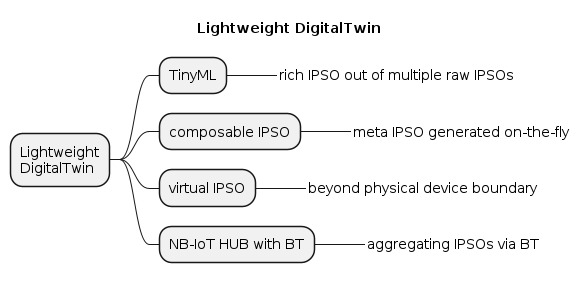 Lightweight DigitalTwin
Lightweight
DigitalTwin
TinyML
rich IPSO out of multiple raw IPSOs
composable IPSO
meta IPSO generated on-the-fly
virtual IPSO
beyond physical device boundary
NB-IoT HUB with BT
aggregating IPSOs via BT